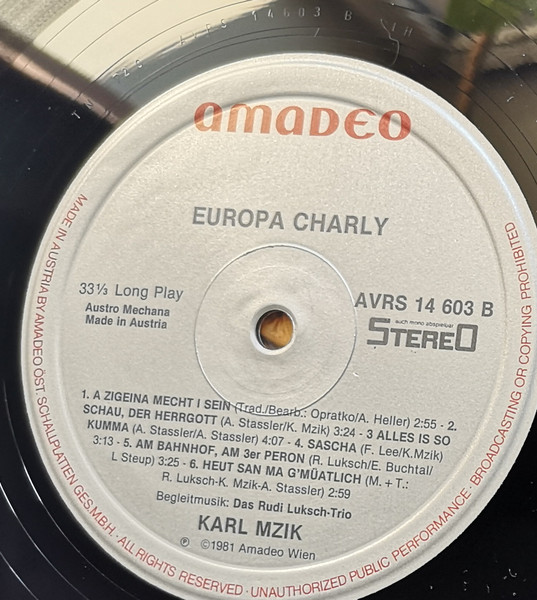 14603 B
amaDEO
EUROPA CHARLY
33⅓ Long Play
Austro Mechana
Made in Austria
AVRS 14 603 B
auch mono abspielbar
STEREO
1. A ZIGEINA MECHT I SEIN (Trad./Bearb.: Opratko/A. Heller) 2:55 - 2.
SCHAU, DER HERRGOTT (A. Stassler/K. Mzik) 3:24 - 3 ALLES IS SO
KUMMA (A. Stassler/A. Stassler) 4:07 - 4. SASCHA (F. Lee/K.Mzik)
3:13 - 5. AM BAHNHOF, AM 3er PERON (R. Luksch/E. Buchtal/
L Steup) 3:25 - 6. HEUT SAN MA G'MÜATLICH (M. + T.:
R. Luksch-K. Mzik-A. Stassler) 2:59
Begleitmusik: Das Rudi Luksch-Trio
KARL MZIK
Ⓟ ©1981 Amadeo Wien
MADE IN AUSTRIA BY AMADEO ÖST. SCHALLPLATTEN GES.M.B.H. · ALL RIGHTS RESERVED · UNAUTHORIZED PUBLIC PERFORMANCE · BROADCASTING OR COPYING PROHIBITED